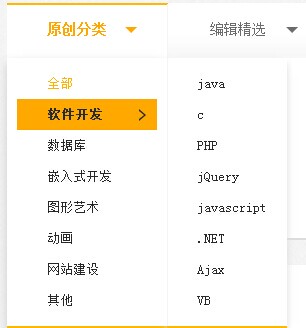 原创分类
编辑精选
全部
软件开发
数据库
嵌入式开发
图形艺术
动画
网站建设
其他
java
c
PHP
jQuery
javascript
.NET
Ajax
VB